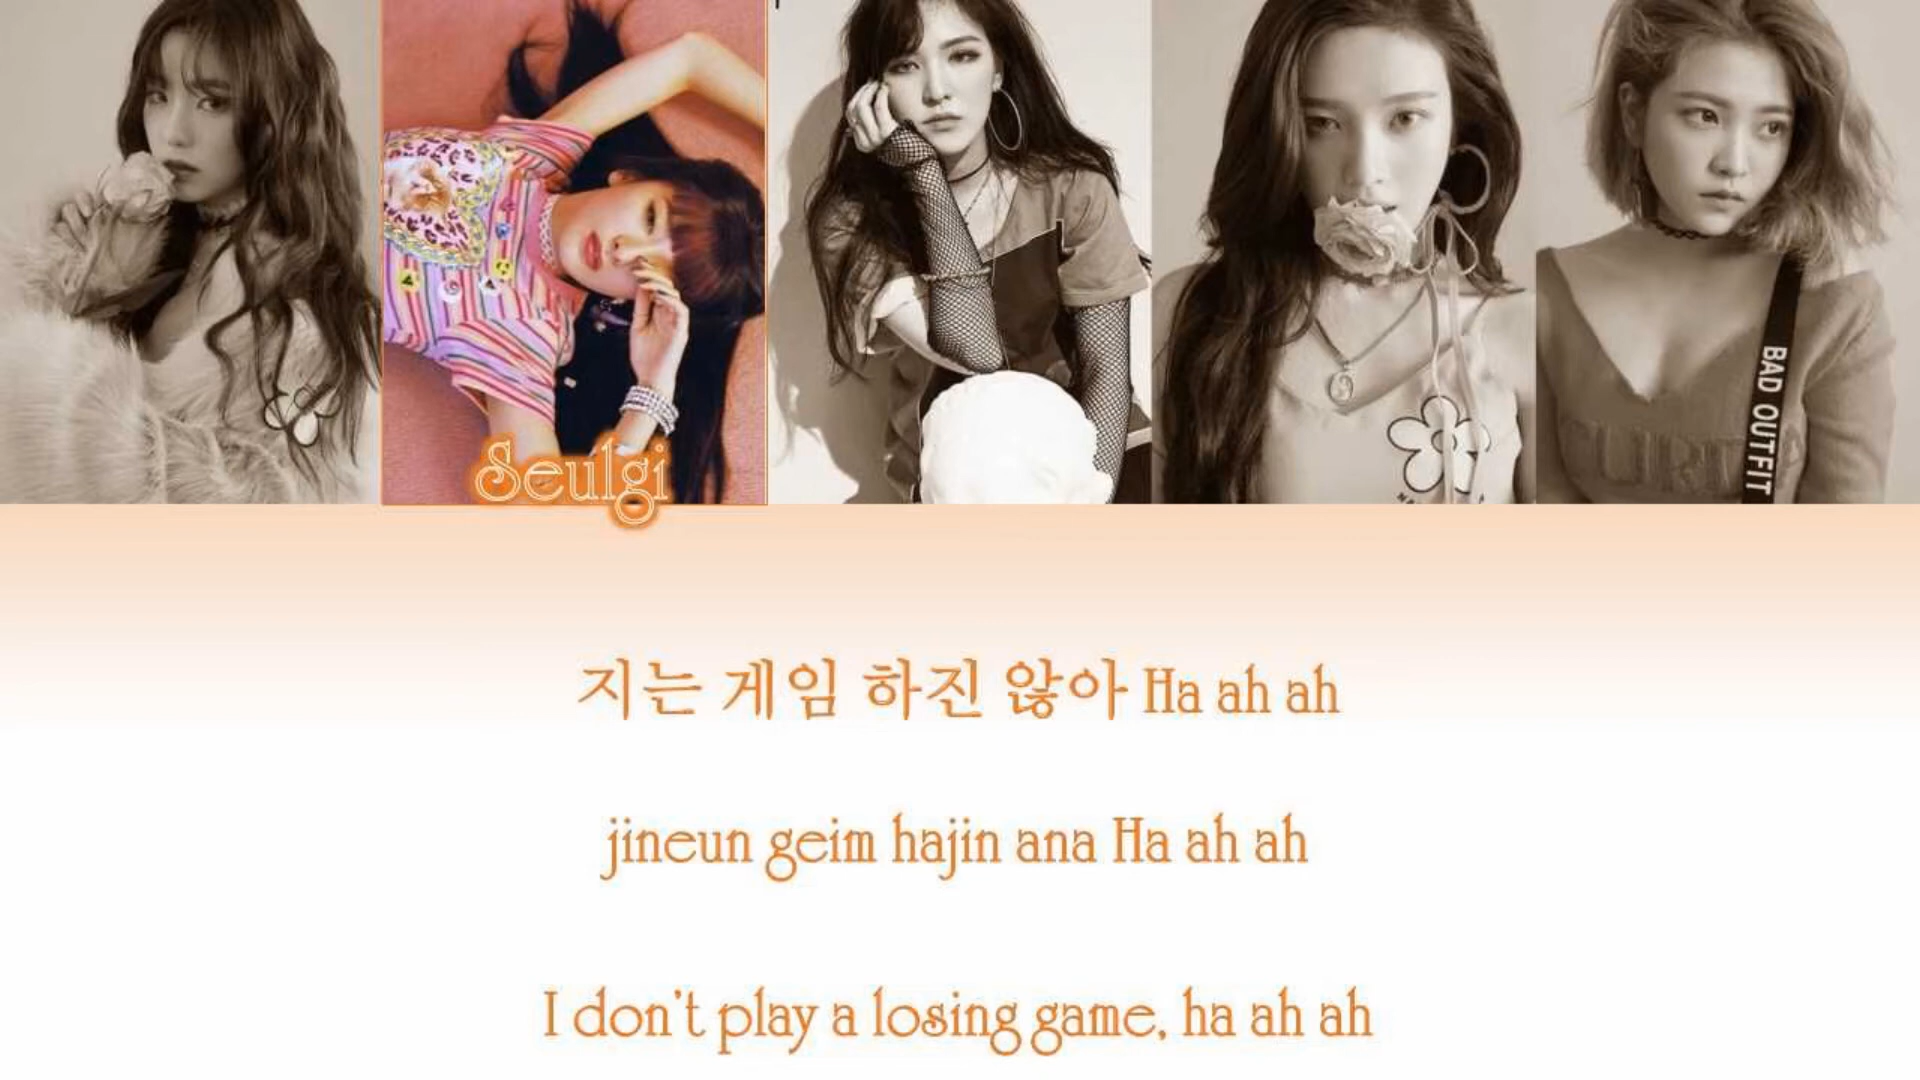 BAD OUTFIT
Seulgi
지는 게임 하진 않아 Ha ah ah
jineun geim hajin ana Ha ah ah
I don't play a losing game, ha ah ah